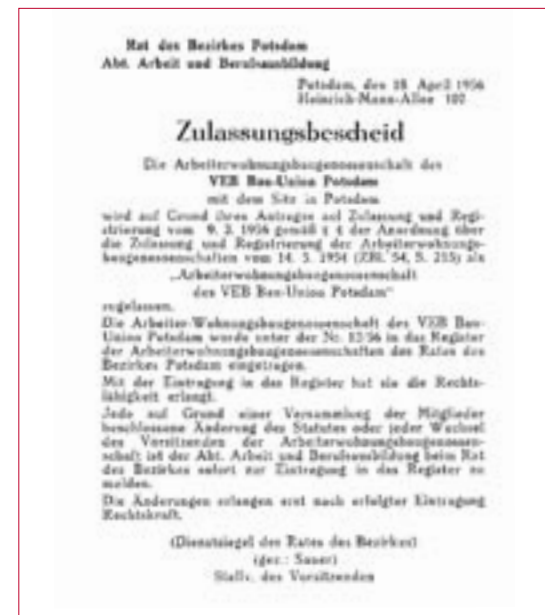 Rat des Bezirkes Potsdam
Abt. Arbeit und Berufsausbildung
Potsdam, den 18. April 1956
Heinrich-Mann-Allee 102
Zulassungsbescheid
Die Arbeiterwohnungsbaugenossenschaft des
VEB Bau-Union Potsdam
mit dem Sitz in Potsdam
wird auf Grund ihres Antrages auf Zulassung und Regi-
strierung vom 9. 3. 1956 gemäß § 4 der Anordnung über
die Zulassung und Registrierung der Arbeiterwohnungs-
baugenossenschaften vom 14. 3. 1954 (ZBl. 54, S. 213) als
„Arbeiterwohnungsbaugenossenschaft
des VEB Bau-Union Potsdam"
zugelassen.
Die Arbeiter-Wohnungsbaugenossenschaft des VEB Bau-
Union Potsdam wurde unter der Nr. 12/56 in das Register
der Arbeiterwohnungsbaugenossenschaften des Rates des
Bezirkes Potsdam eingetragen.
Mit der Eintragung in das Register hat sie die Rechts-
fähigkeit erlangt.
Jede auf Grund einer Versammlung der Mitglieder
beschlossene Änderung des Statutes oder jeder Wechsel
des Vorsitzenden der Arbeiterwohnungsbaugenossen-
schaft ist der Abt. Arbeit und Berufsausbildung beim Rat
des Bezirkes sofort zur Eintragung in das Register zu
melden.
Die Änderungen erlangen erst nach erfolgter Eintragung
Rechtskraft.
(Dienstsiegel des Rates des Bezirkes)
(gez.: Sauer)
Stellv. des Vorsitzenden